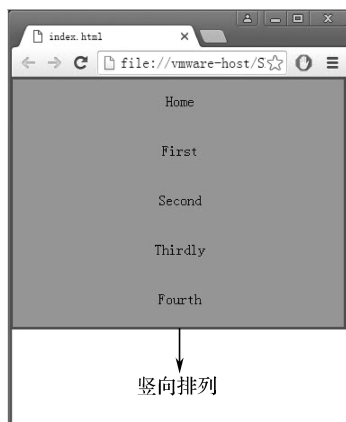 index.html
file://vmware-host/S
Home
First
Second
Thirdly
Fourth
竖向排列